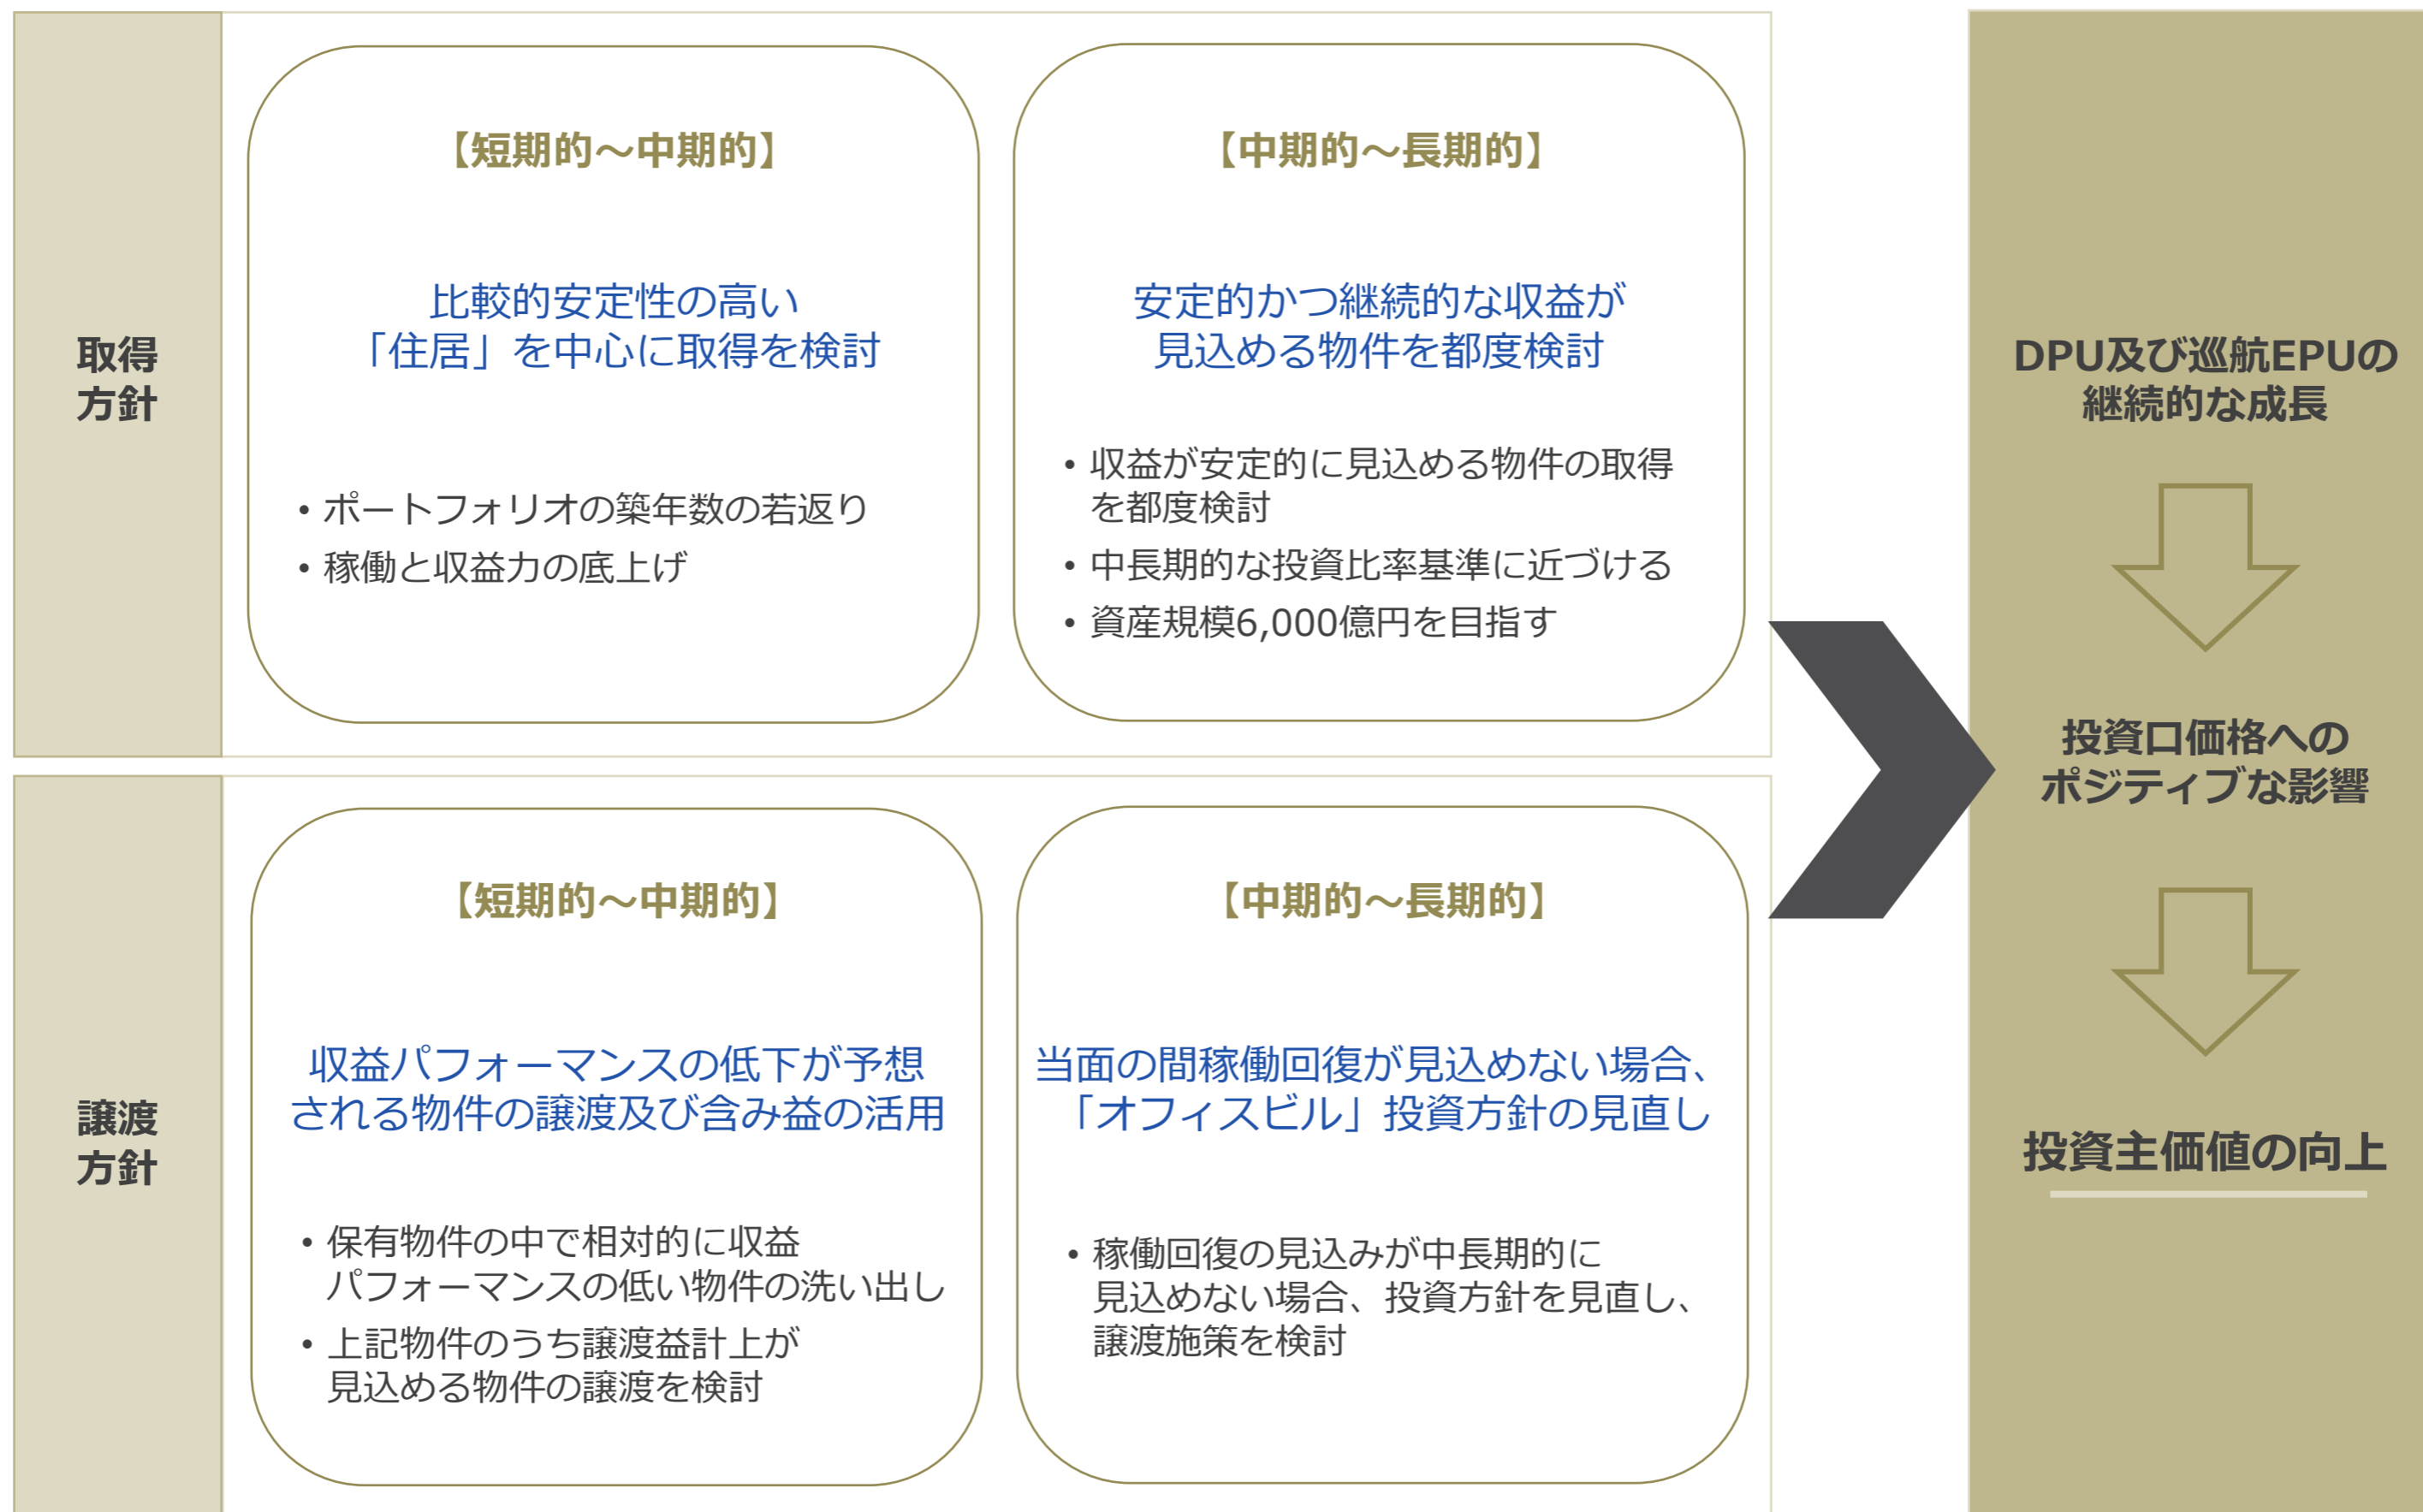 取得
方針
【短期的～中期的】
比較的安定性の高い
「住居」を中心に取得を検討
・ポートフォリオの築年数の若返り
・稼働と収益力の底上げ
【中期的～長期的】
安定的かつ継続的な収益が
見込める物件を都度検討
・収益が安定的に見込める物件の取得
を都度検討
・中長期的な投資比率基準に近づける
・資産規模6,000億円を目指す
譲渡
方針
【短期的～中期的】
収益パフォーマンスの低下が予想
される物件の譲渡及び含み益の活用
・保有物件の中で相対的に収益
パフォーマンスの低い物件の洗い出し
・上記物件のうち譲渡益計上が
見込める物件の譲渡を検討
【中期的～長期的】
当面の間稼働回復が見込めない場合、
「オフィスビル」投資方針の見直し
・稼働回復の見込みが中長期的に
見込めない場合、投資方針を見直し、
譲渡施策を検討
DPU及び巡航EPUの
継続的な成長
投資口価格への
ポジティブな影響
投資主価値の向上